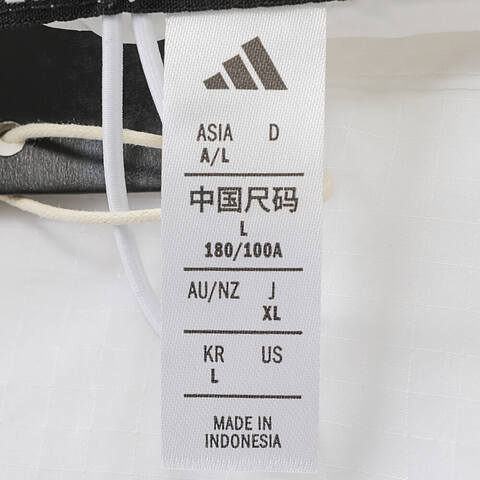 ASIA D
A/L
中国尺码
L
180/100A
AU/NZ J
XL
KR US
L
MADE IN
INDONESIA